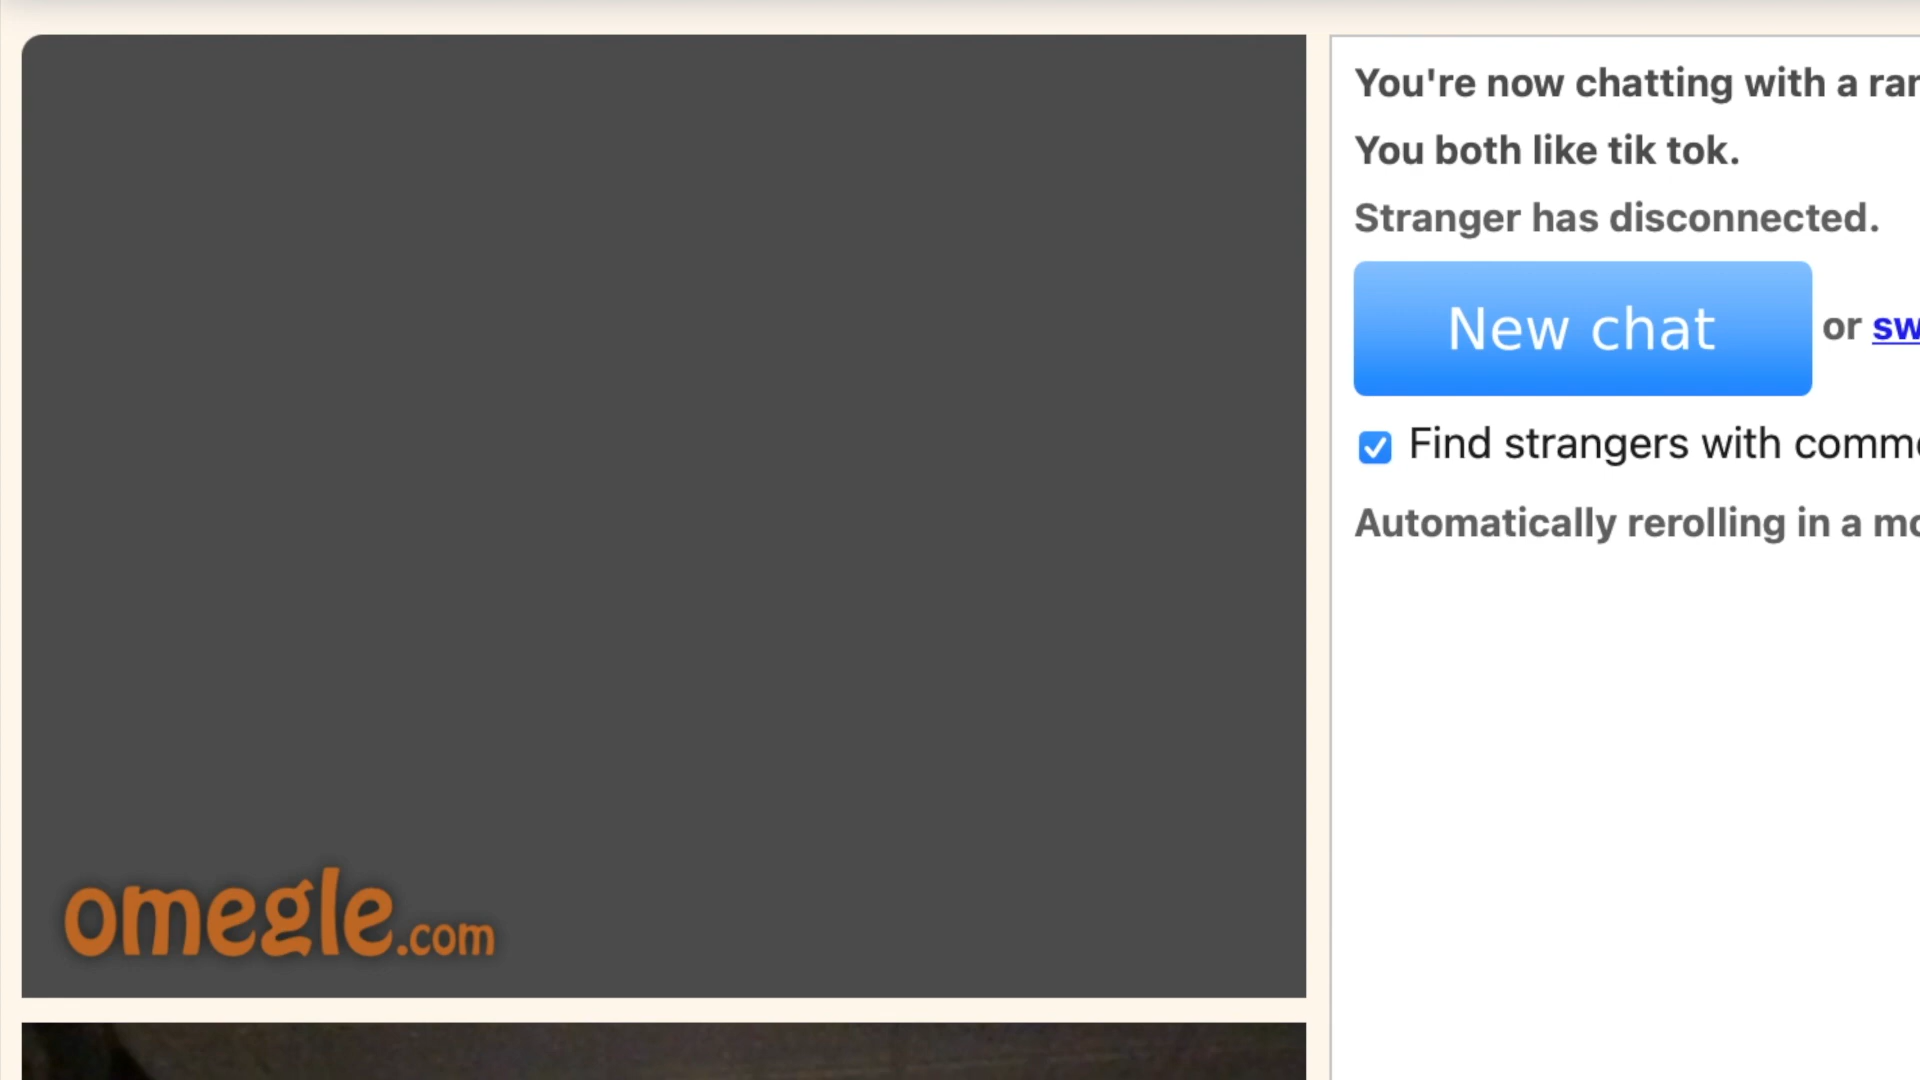 You're now chatting with a
You both like tik tok.
Stranger has disconnected.
New chat or
Find strangers with
Automatically rerolling in a
omegle.com